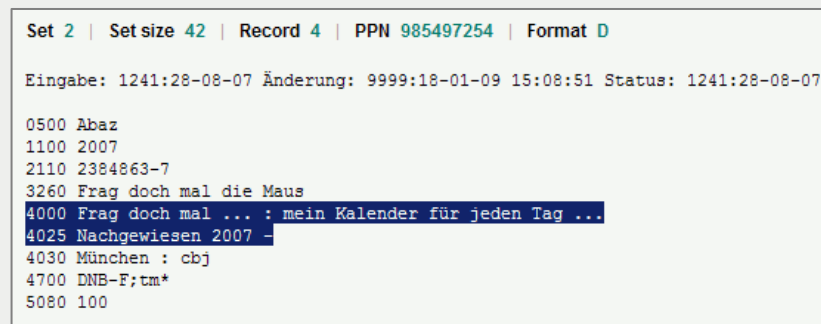 Set 2 | Set size 42 | Record 4 | PPN 985497254 | Format D
Eingabe: 1241:28-08-07 Änderung: 9999:18-01-09 15:08:51 Status: 1241:28-08-07
0500 Abaz
1100 2007
2110 2384863-7
3260 Frag doch mal die Maus
4000 Frag doch mal ... : mein Kalender für jeden Tag ...
4025 Nachgewiesen 2007 -
4030 München : cbj
4700 DNB-F;tm*
5080 100